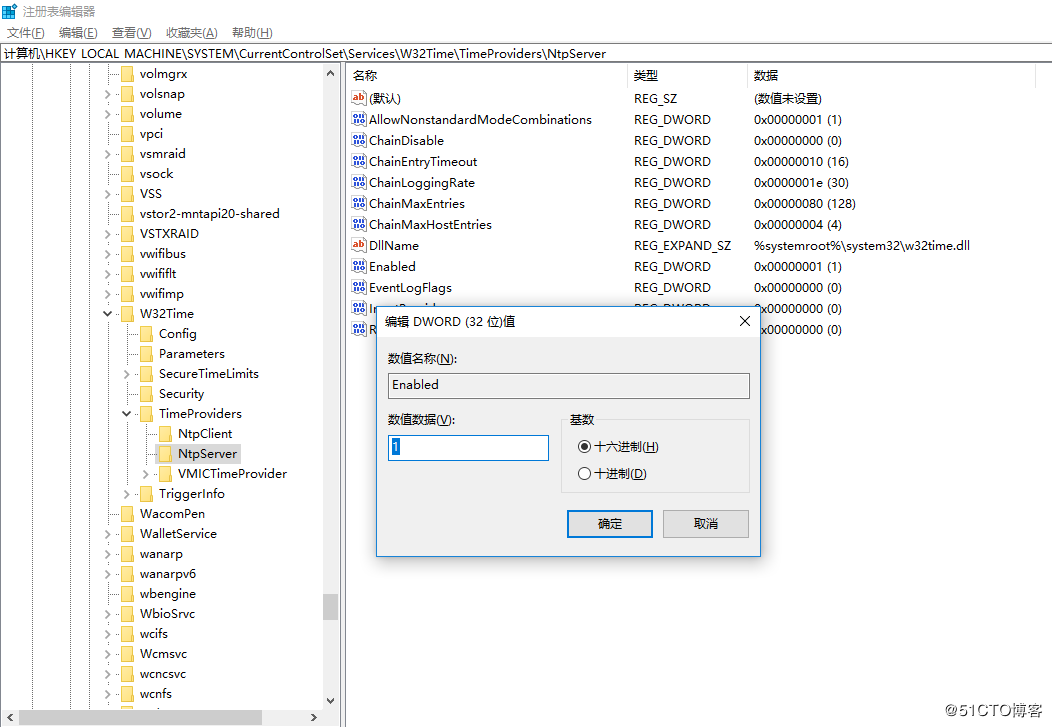 注册表编辑器
文件(F) 编辑(E) 查看(V) 收藏夹(A) 帮助(H)
计算机\HKEY_LOCAL_MACHINE\SYSTEM\CurrentControlSet\Services\W32Time\TimeProviders\NtpServer
volmgrx
volsnap
volume
vpci
vsmraid
vsock
VSS
vstor2-mntapi20-shared
VSTXRAID
vwifibus
vwififlt
vwifimp
W32Time
Config
Parameters
SecureTimeLimits
Security
TimeProviders
NtpClient
NtpServer
VMICTimeProvider
TriggerInfo
WacomPen
WalletService
wanarp
wanarpv6
wbengine
WbioSrvc
wcifs
Wcmsvc
wcncsvc
wcnfs
名称 类型 数据
(默认) REG_SZ (数值未设置)
AllowNonstandardModeCombinations REG_DWORD 0x00000001 (1)
ChainDisable REG_DWORD 0x00000000 (0)
ChainEntryTimeout REG_DWORD 0x00000010 (16)
ChainLoggingRate REG_DWORD 0x0000001e (30)
ChainMaxEntries REG_DWORD 0x00000080 (128)
ChainMaxHostEntries REG_DWORD 0x00000004 (4)
DllName REG_EXPAND_SZ %systemroot%\system32\w32time.dll
Enabled REG_DWORD 0x00000001 (1)
EventLogFlags REG_DWORD 0x00000000 (0)
x00000000 (0)
x00000000 (0)
编辑 DWORD (32 位)值
数值名称(N):
Enabled
数值数据(V):
1
基数
十六进制(H)
十进制(D)
确定 取消
@51CTO博客